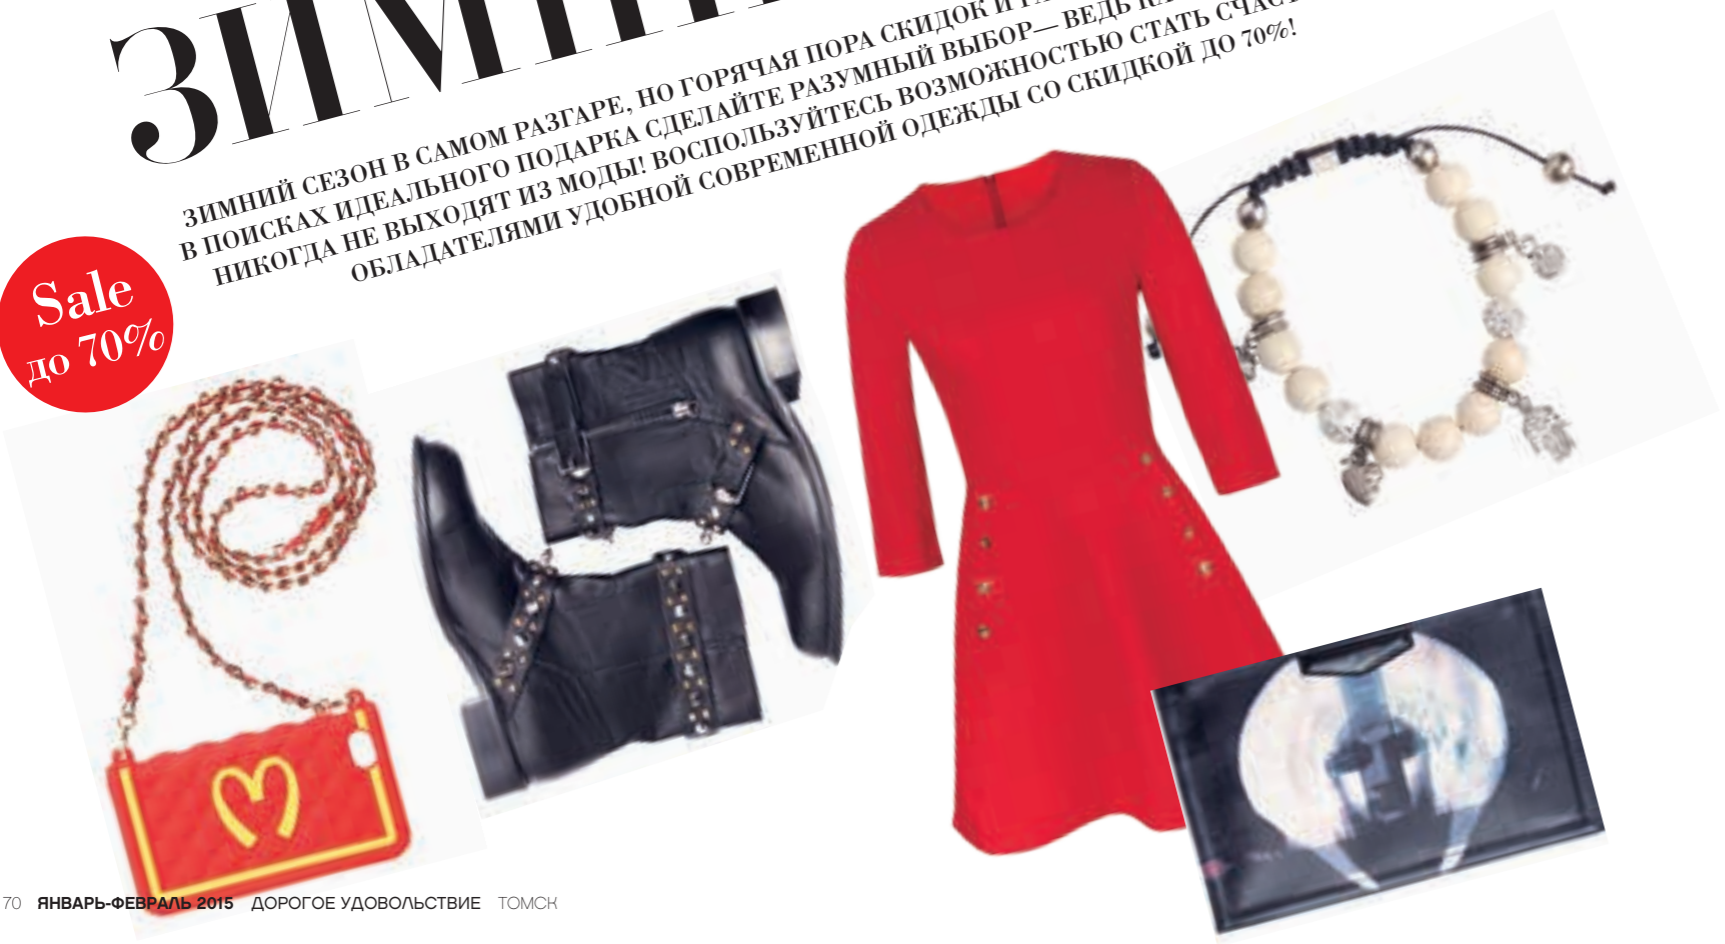 ЗИМНИЙ СЕЗОН В САМОМ РАЗГАРЕ, НО ГОРЯЧАЯ ПОРА СКИДОК И
В ПОИСКАХ ИДЕАЛЬНОГО ПОДАРКА СДЕЛАЙТЕ РАЗУМНЫЙ ВЫБОР— ВЕДЬ
НИКОГДА НЕ ВЫХОДЯТ ИЗ МОДЫ! ВОСПОЛЬЗУЙТЕСЬ ВОЗМОЖНОСТЬЮ СТАТЬ
ОБЛАДАТЕЛЯМИ УДОБНОЙ СОВРЕМЕННОЙ ОДЕЖДЫ СО СКИДКОЙ ДО 70%!
Sale
до 70%
70 ЯНВАРЬ-ФЕВРАЛЬ 2015 ДОРОГОЕ УДОВОЛЬСТВИЕ ТОМСК